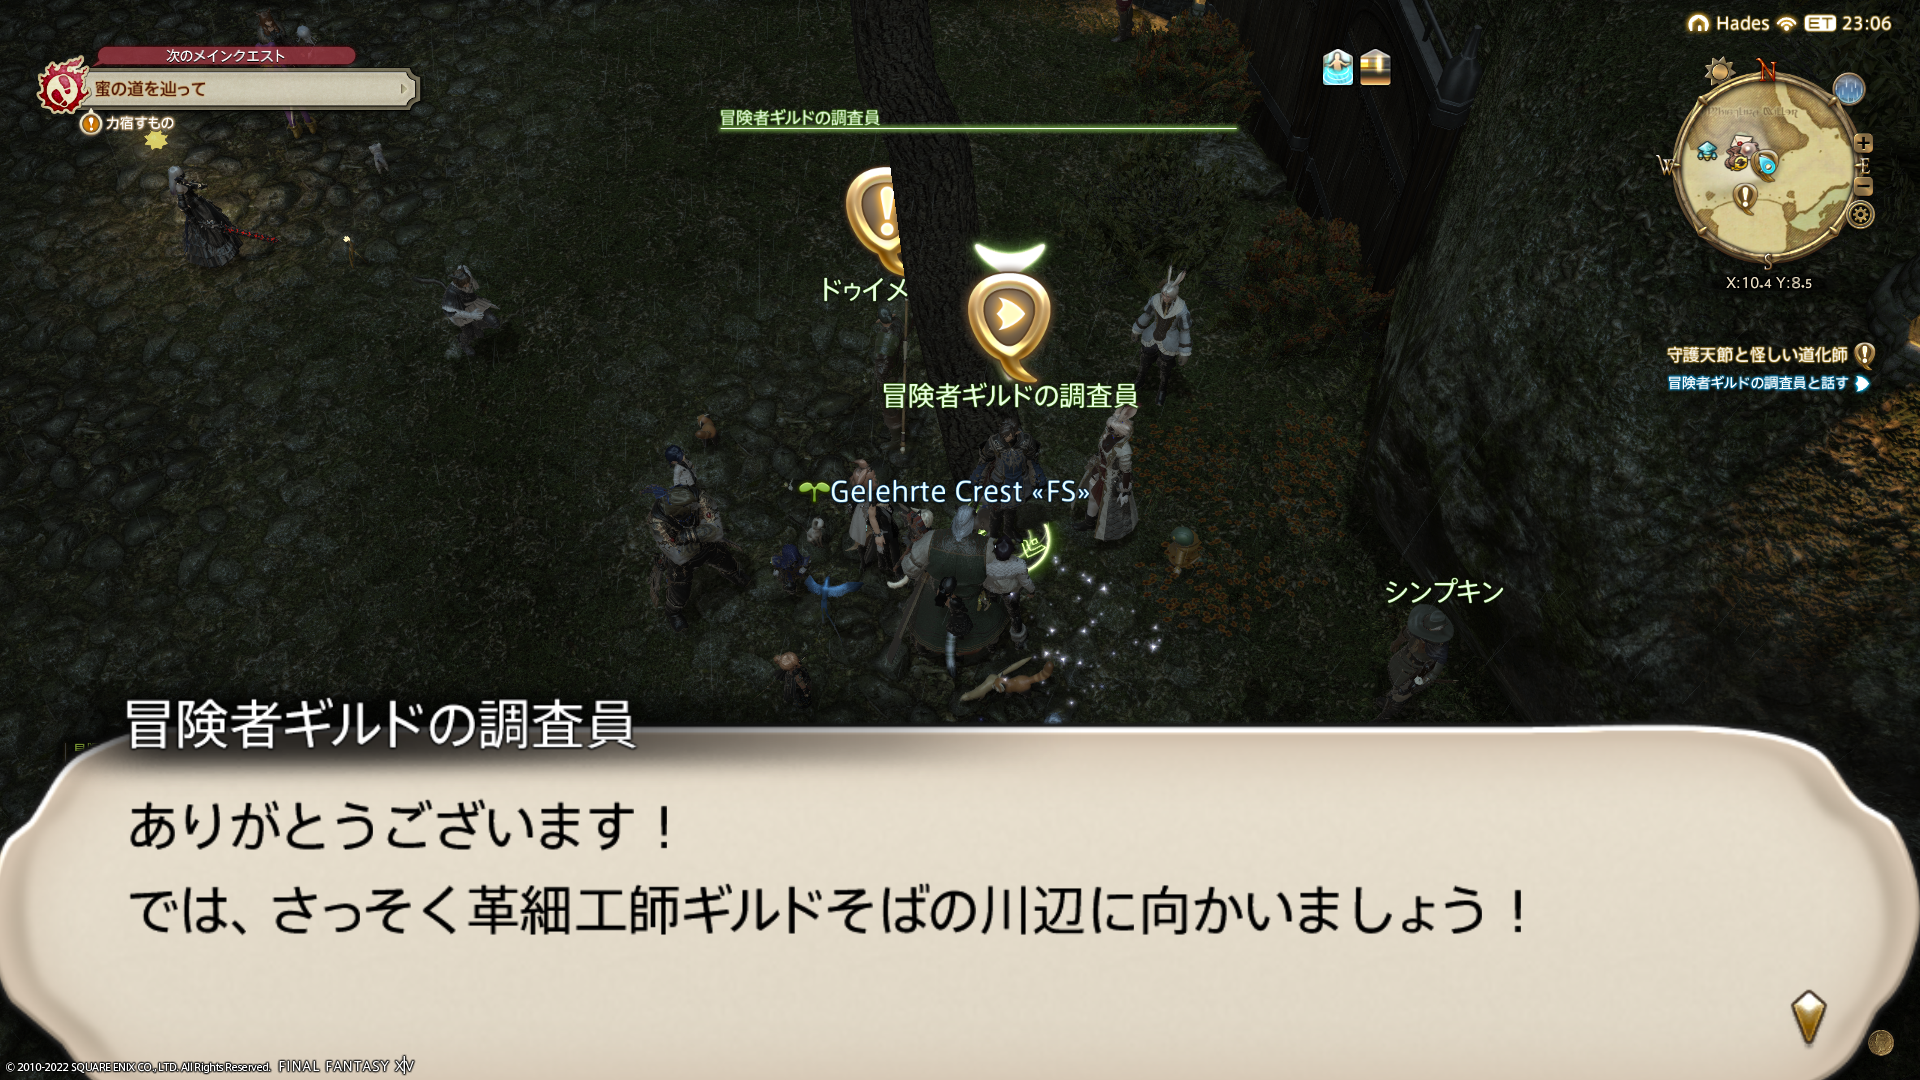 Hades ET 23:06
次のメインクエスト
蜜の道を辿って
力宿すもの
冒険者ギルドの調査員
N
W
E
S
X:10.4 Y:8.5
ドゥイメ
守護天節と怪しい道化師
冒険者ギルドの調査員と話す
冒険者ギルドの調査員
Gelehrte Crest «FS»
シンプキン
冒険者ギルドの調査員
ありがとうございます！
では、さっそく革細工師ギルドそばの川辺に向かいましょう！
© 2010-2022 SQUARE ENIX CO., LTD. All Rights Reserved. FINAL FANTASY XIV